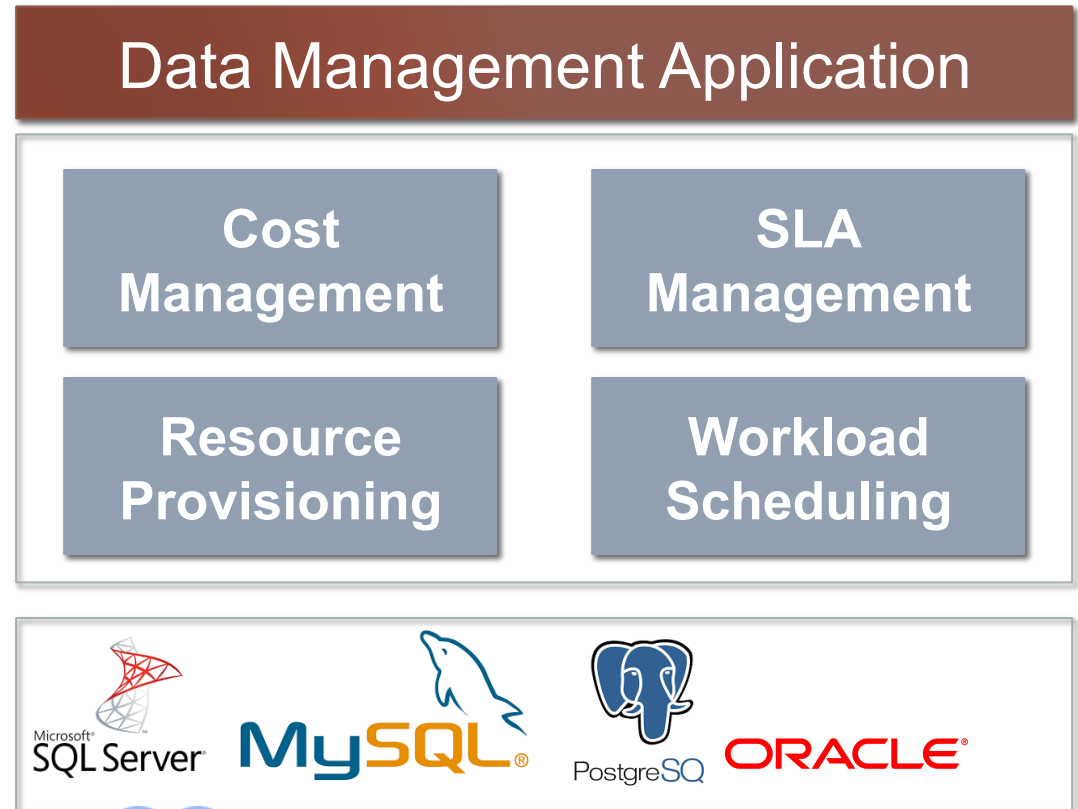 Data Management Application
Cost
Management
SLA
Management
Resource
Provisioning
Workload
Scheduling
Microsoft®
SQL Server®
MySQL®
PostgreSQ
ORACLE®